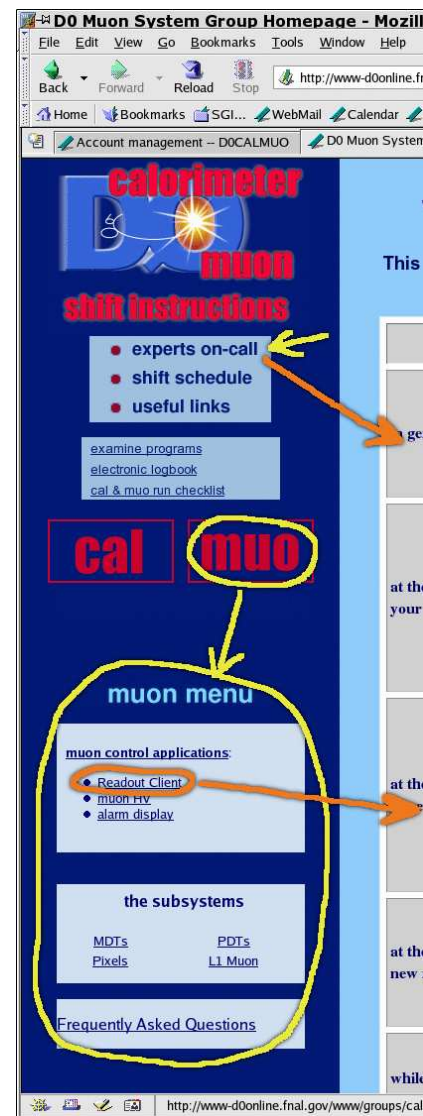 D0 Muon System Group Homepage - Mozill
File Edit View Go Bookmarks Tools Window Help
Back Forward Reload Stop http://www-d0online.fn
Home Bookmarks SGI... WebMail Calendar
Account management -- D0CALMUO D0 Muon System
calorimeter
DO
muon
shift instructions
This
experts on-call
shift schedule
useful links
examine programs
electronic logbook
cal & muo run checklist
cal muo
at the
your
muon menu
muon control applications:
Readout Client
muon HV
alarm display
at the
the subsystems
MDTs PDTs
Pixels L1 Muon
at the
new
Frequently Asked Questions
while
http://www-d0online.fnal.gov/www/groups/cal